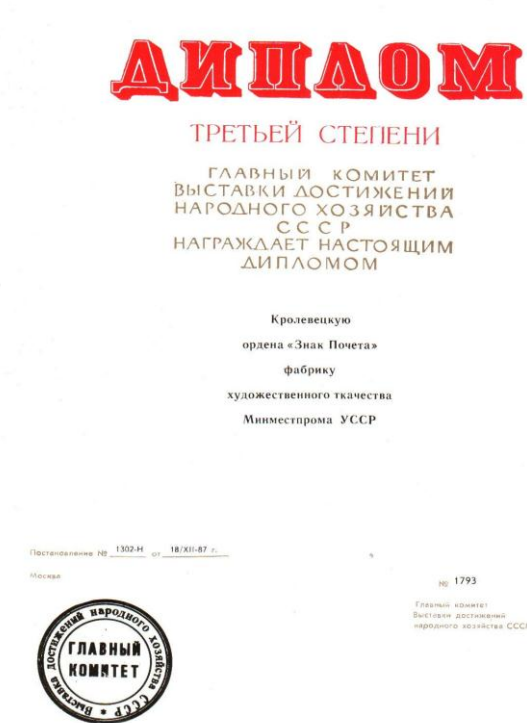 ДИПЛОМ
ТРЕТЬЕЙ СТЕПЕНИ
ГЛАВНЫЙ КОМИТЕТ
ВЫСТАВКИ ДОСТИЖЕНИЙ
НАРОДНОГО ХОЗЯЙСТВА
СССР
НАГРАЖДАЕТ НАСТОЯЩИМ
ДИПЛОМОМ
Кролевецкую
ордена «Знак Почета»
фабрику
художественного ткачества
Минместпрома УССР
Постановление № 1302-Н от 18/XII-87 г.
Москва
№ 1793
Главный комитет
Выставки достижений
народного хозяйства СССР
Выставка достижений народного хозяйства СССР
ГЛАВНЫЙ
КОМИТЕТ